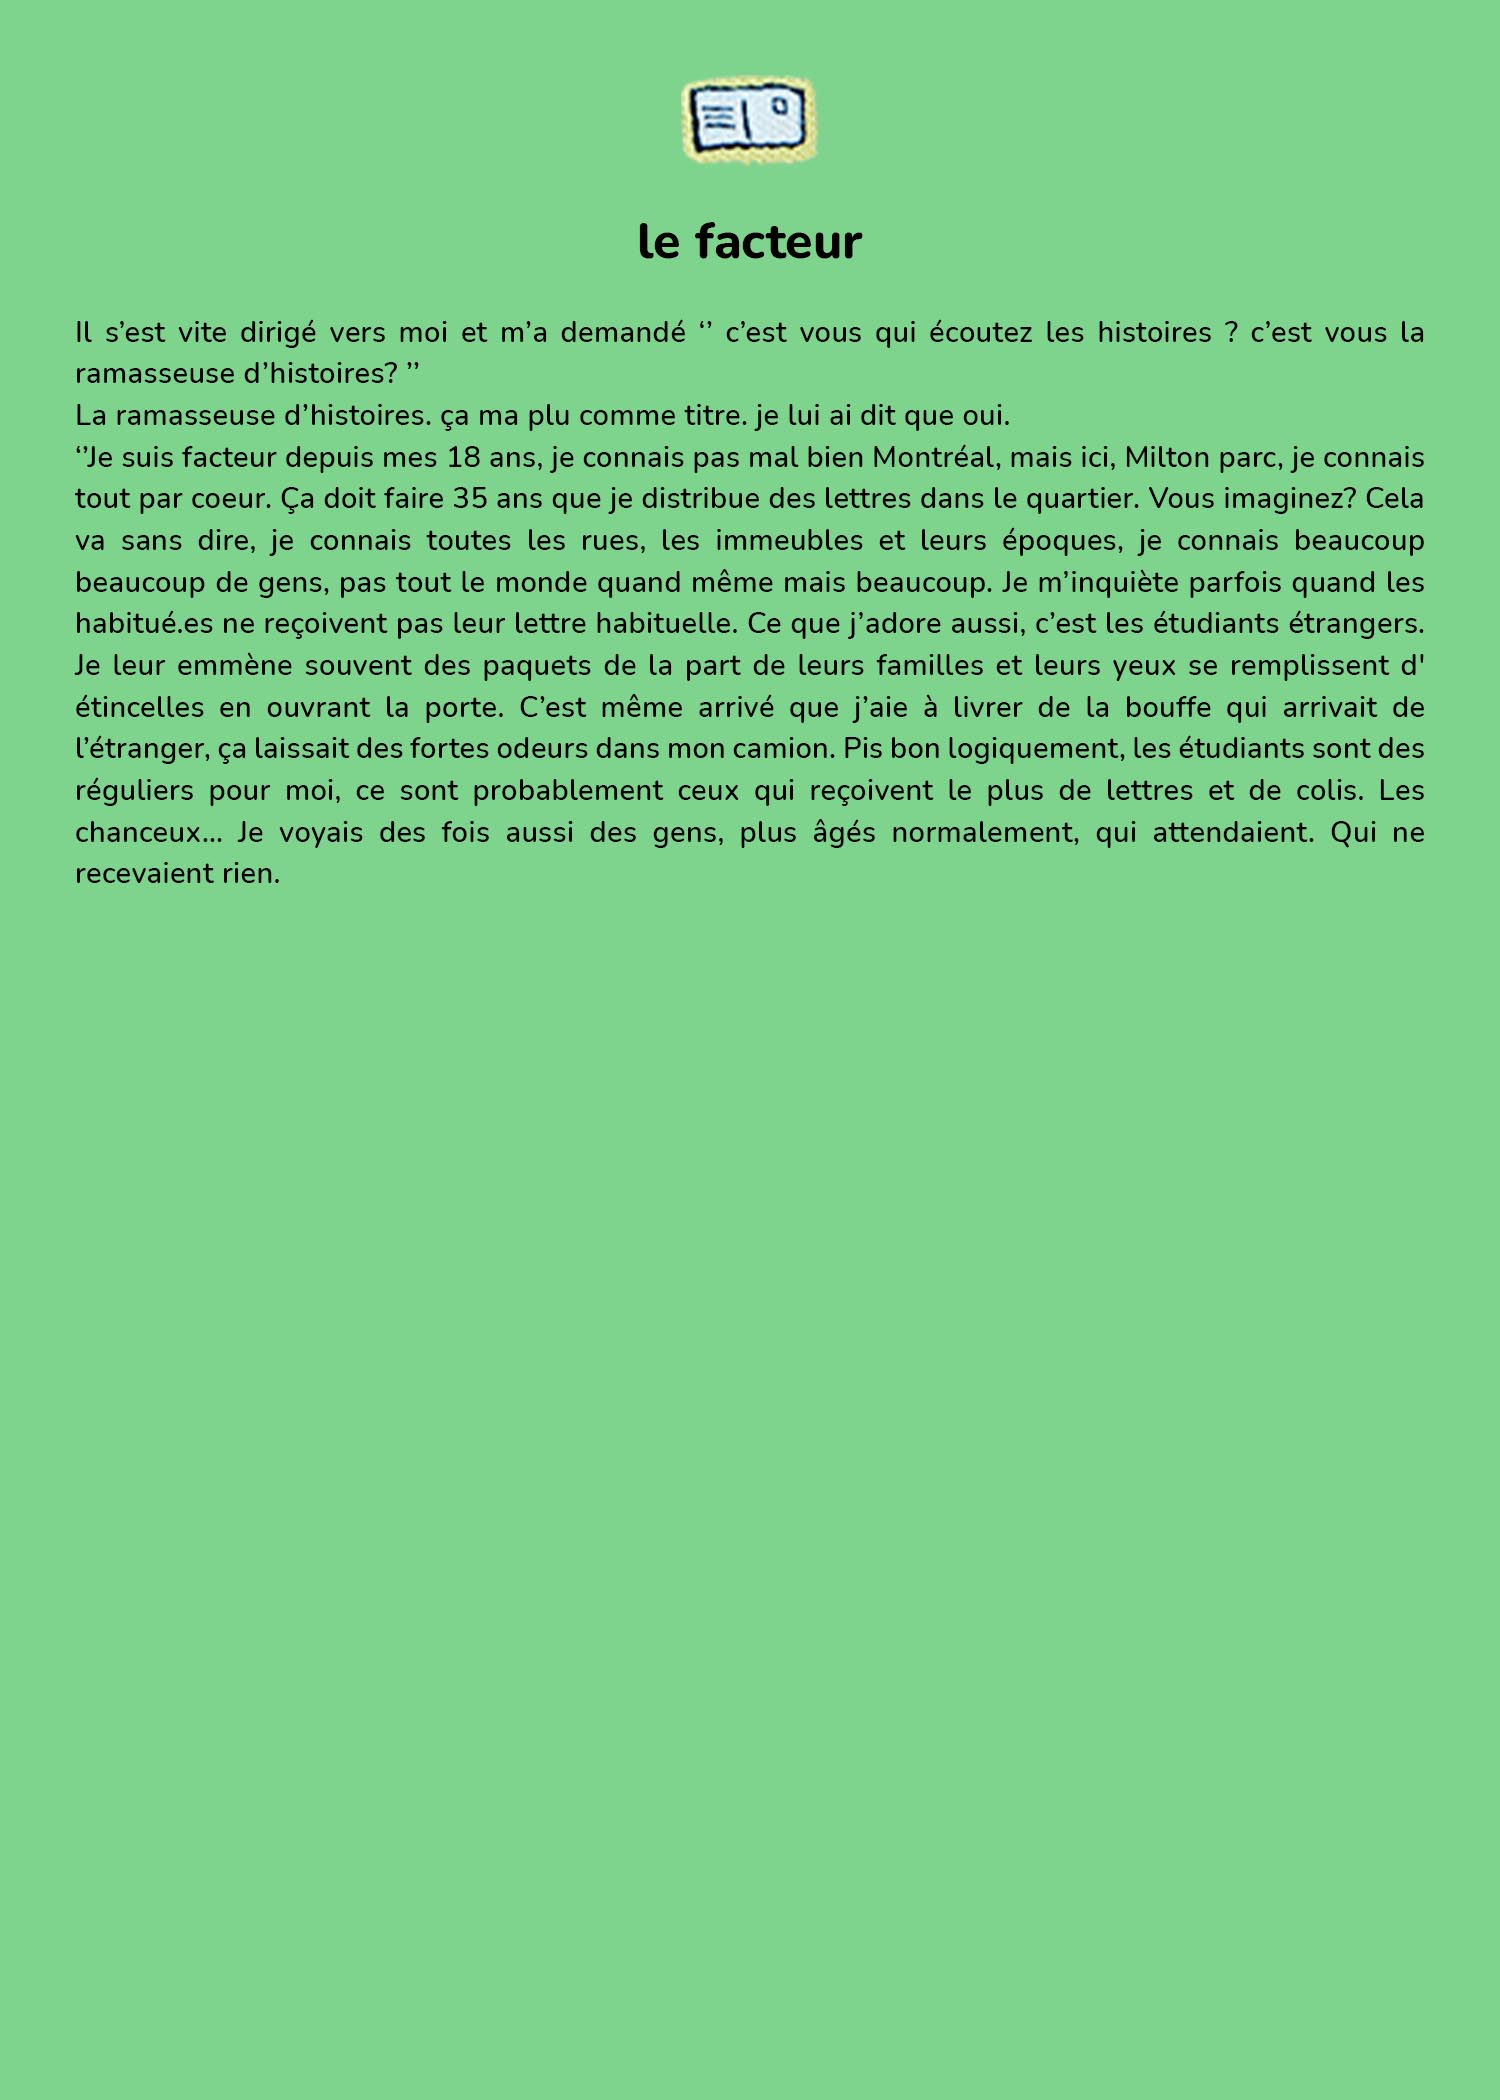 le facteur
Il s’est vite dirigé vers moi et m’a demandé ‘’ c’est vous qui écoutez les histoires ? c’est vous la
ramasseuse d’histoires? ’’
La ramasseuse d’histoires. ça ma plu comme titre. je lui ai dit que oui.
‘’Je suis facteur depuis mes 18 ans, je connais pas mal bien Montréal, mais ici, Milton parc, je connais
tout par coeur. Ça doit faire 35 ans que je distribue des lettres dans le quartier. Vous imaginez? Cela
va sans dire, je connais toutes les rues, les immeubles et leurs époques, je connais beaucoup
beaucoup de gens, pas tout le monde quand même mais beaucoup. Je m’inquiète parfois quand les
habitué.es ne reçoivent pas leur lettre habituelle. Ce que j’adore aussi, c’est les étudiants étrangers.
Je leur emmène souvent des paquets de la part de leurs familles et leurs yeux se remplissent d'
étincelles en ouvrant la porte. C’est même arrivé que j’aie à livrer de la bouffe qui arrivait de
l’étranger, ça laissait des fortes odeurs dans mon camion. Pis bon logiquement, les étudiants sont des
réguliers pour moi, ce sont probablement ceux qui reçoivent le plus de lettres et de colis. Les
chanceux... Je voyais des fois aussi des gens, plus âgés normalement, qui attendaient. Qui ne
recevaient rien.